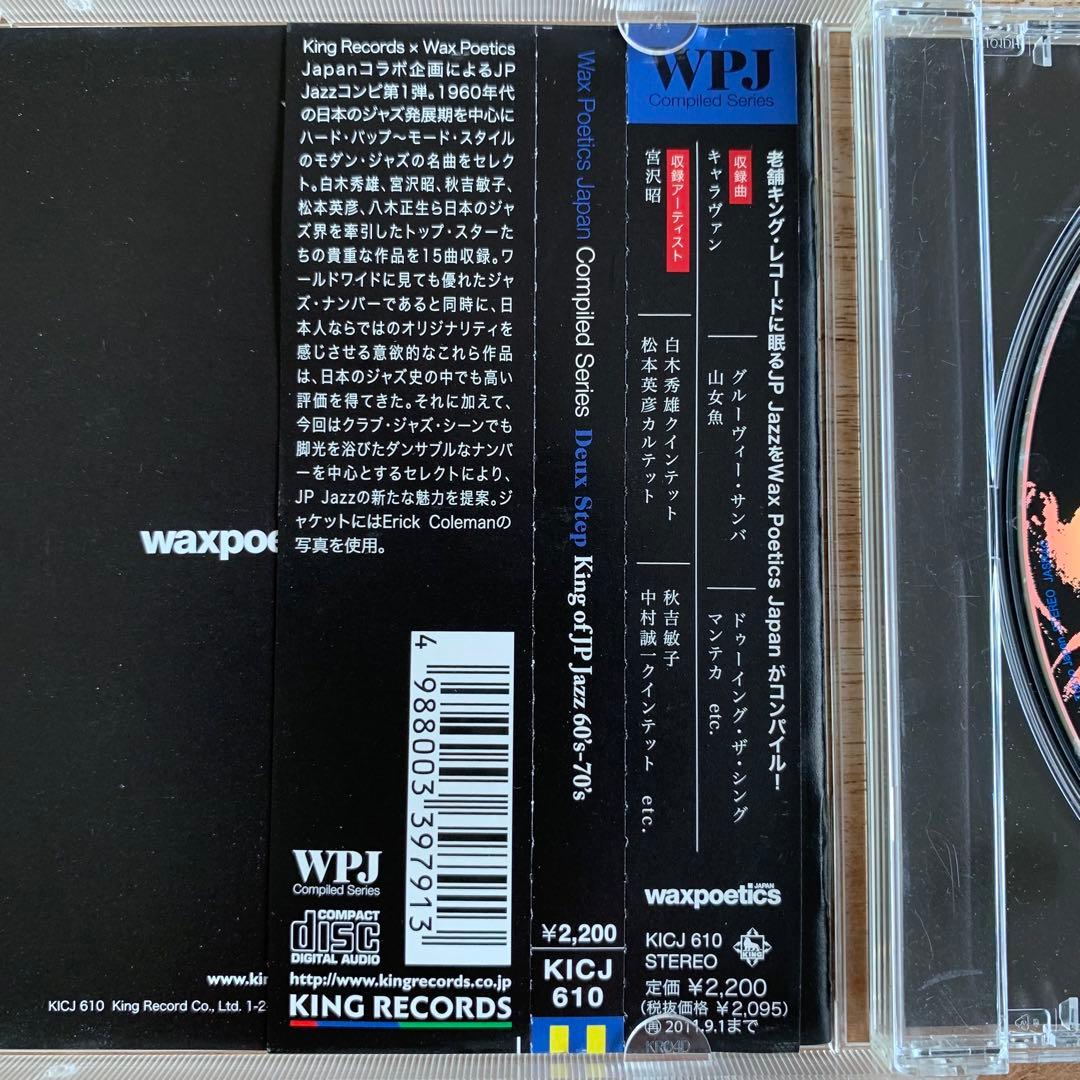 King Records × Wax Poetics
Japanコラボ企画によるJP
Jazzコンピ第1弾。1960年代
の日本のジャズ発展期を中心に
ハード・バップ〜モード・スタイル
のモダン・ジャズの名曲をセレク
ト。白木秀雄、宮沢昭、秋吉敏子、
松本英彦、八木正生ら日本のジャ
ズ界を牽引したトップ・スターた
ちの貴重な作品を15曲収録。ワ
ールドワイドに見ても優れたジャ
ズ・ナンバーであると同時に、日
本人ならではのオリジナリティを
感じさせる意欲的なこれら作品
は、日本のジャズ史の中でも高い
評価を得てきた。それに加えて、
今回はクラブ・ジャズ・シーンでも
脚光を浴びたダンサブルなナンバ
ーを中心とするセレクトにより、
JP Jazzの新たな魅力を提案。ジ
ャケットにはErick Colemanの
写真を使用。
waxpoe
4 988003 397913
WPJ
Compiled Series
COMPACT
disc
DIGITAL AUDIO
http://www.kingrecords.co.jp
KING RECORDS
www.ki
KICJ 610 King Record Co., Ltd. 1-2
Wax Poetics Japan Compiled Series Deux Step King of JP Jazz 60's-70's
¥2,200
KICJ
610
WPJ
Compiled Series
老舗キング・レコードに眠るJP JazzをWax Poetics Japan がコンパイル!
収録曲
キャラヴァン
グルーヴィー・サンバ
山女魚
ドゥーイング・ザ・シング
マンテカ etc.
収録アーティスト
宮沢昭
白木秀雄クインテット
松本英彦カルテット
秋吉敏子
中村誠一クインテット etc.
waxpoetics
JAPAN
KICJ 610
STEREO
KING
定価 ¥2,200
(税抜価格 ¥2,095)
再 2011.9.1まで
KR04D